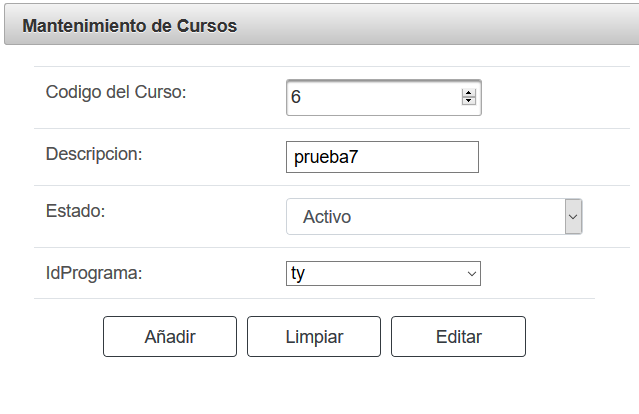 Mantenimiento de Cursos
Codigo del Curso: 6
Descripcion: prueba7
Estado: Activo
IdPrograma: ty
Añadir Limpiar Editar